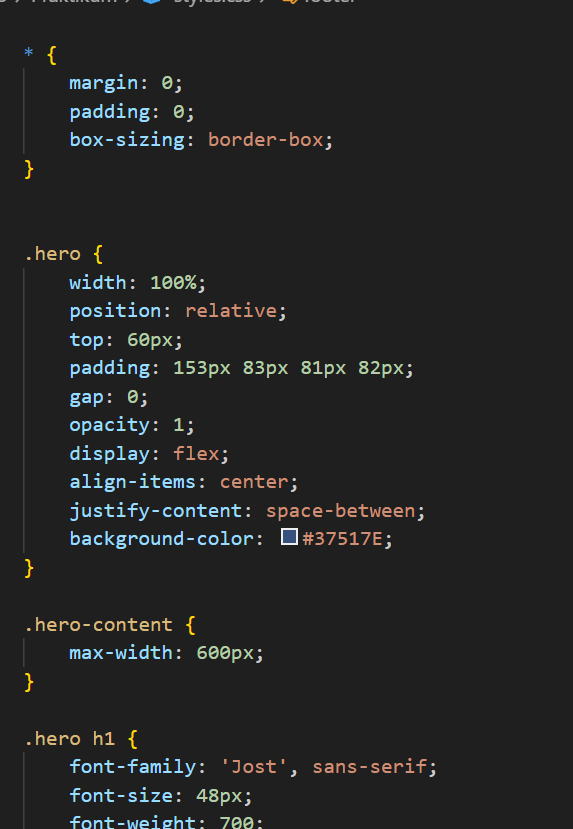 Praktikum > styles.css > footer
* {
margin: 0;
padding: 0;
box-sizing: border-box;
}
.hero {
width: 100%;
position: relative;
top: 60px;
padding: 153px 83px 81px 82px;
gap: 0;
opacity: 1;
display: flex;
align-items: center;
justify-content: space-between;
background-color: #37517E;
}
.hero-content {
max-width: 600px;
}
.hero h1 {
font-family: 'Jost', sans-serif;
font-size: 48px;
font-weight: 700;